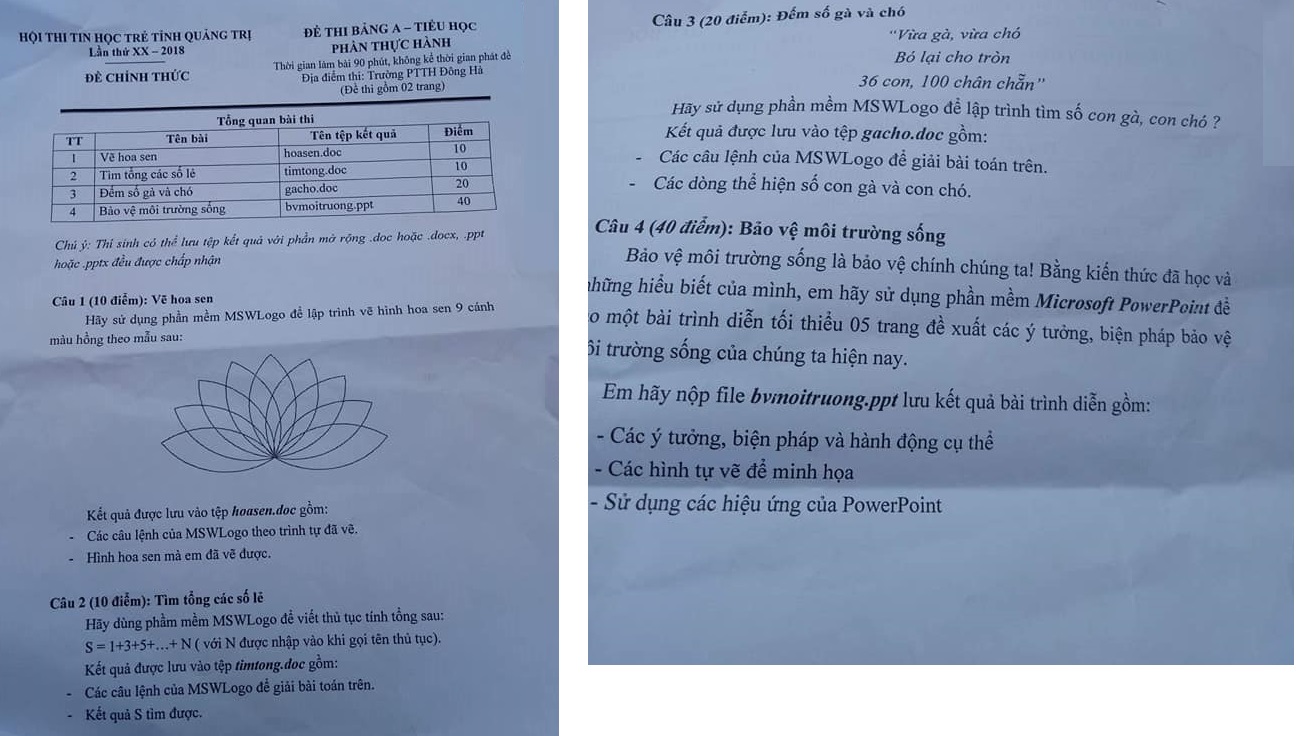 HỘI THI TIN HỌC TRẺ TỈNH QUẢNG TRỊ
Lần thứ XX – 2018
ĐỀ CHÍNH THỨC
ĐỀ THI BẢNG A – TIỂU HỌC
PHẦN THỰC HÀNH
Thời gian làm bài 90 phút, không kể thời gian phát đề
Địa điểm thi: Trường PTTH Đông Hà
(Đề thi gồm 02 trang)
Tổng quan bài thi
TT Tên bài Tên tệp kết quả Điểm
1 Vẽ hoa sen hoasen.doc 10
2 Tìm tổng các số lẻ timtong.doc 10
3 Đếm số gà và chó gacho.doc 20
4 Bảo vệ môi trường sống bvmoitruong.ppt 40
Chú ý: Thí sinh có thể lưu tệp kết quả với phần mở rộng .doc hoặc .docx, .ppt
hoặc .pptx đều được chấp nhận
Câu 1 (10 điểm): Vẽ hoa sen
Hãy sử dụng phần mềm MSWLogo để lập trình vẽ hình hoa sen 9 cánh
màu hồng theo mẫu sau:
Kết quả được lưu vào tệp hoasen.doc gồm:
- Các câu lệnh của MSWLogo theo trình tự đã vẽ.
- Hình hoa sen mà em đã vẽ được.
Câu 2 (10 điểm): Tìm tổng các số lẻ
Hãy dùng phầm mềm MSWLogo để viết thủ tục tính tổng sau:
S = 1+3+5+…+ N ( với N được nhập vào khi gọi tên thủ tục).
Kết quả được lưu vào tệp timtong.doc gồm:
- Các câu lệnh của MSWLogo để giải bài toán trên.
- Kết quả S tìm được.
Câu 3 (20 điểm): Đếm số gà và chó
“Vừa gà, vừa chó
Bó lại cho tròn
36 con, 100 chân chẵn”
Hãy sử dụng phần mềm MSWLogo để lập trình tìm số con gà, con chó ?
Kết quả được lưu vào tệp gacho.doc gồm:
- Các câu lệnh của MSWLogo để giải bài toán trên.
- Các dòng thể hiện số con gà và con chó.
Câu 4 (40 điểm): Bảo vệ môi trường sống
Bảo vệ môi trường sống là bảo vệ chính chúng ta! Bằng kiến thức đã học và
những hiểu biết của mình, em hãy sử dụng phần mềm Microsoft PowerPoint để
o một bài trình diễn tối thiểu 05 trang đề xuất các ý tưởng, biện pháp bảo vệ
ôi trường sống của chúng ta hiện nay.
Em hãy nộp file bvmoitruong.ppt lưu kết quả bài trình diễn gồm:
- Các ý tưởng, biện pháp và hành động cụ thể
- Các hình tự vẽ để minh họa
- Sử dụng các hiệu ứng của PowerPoint